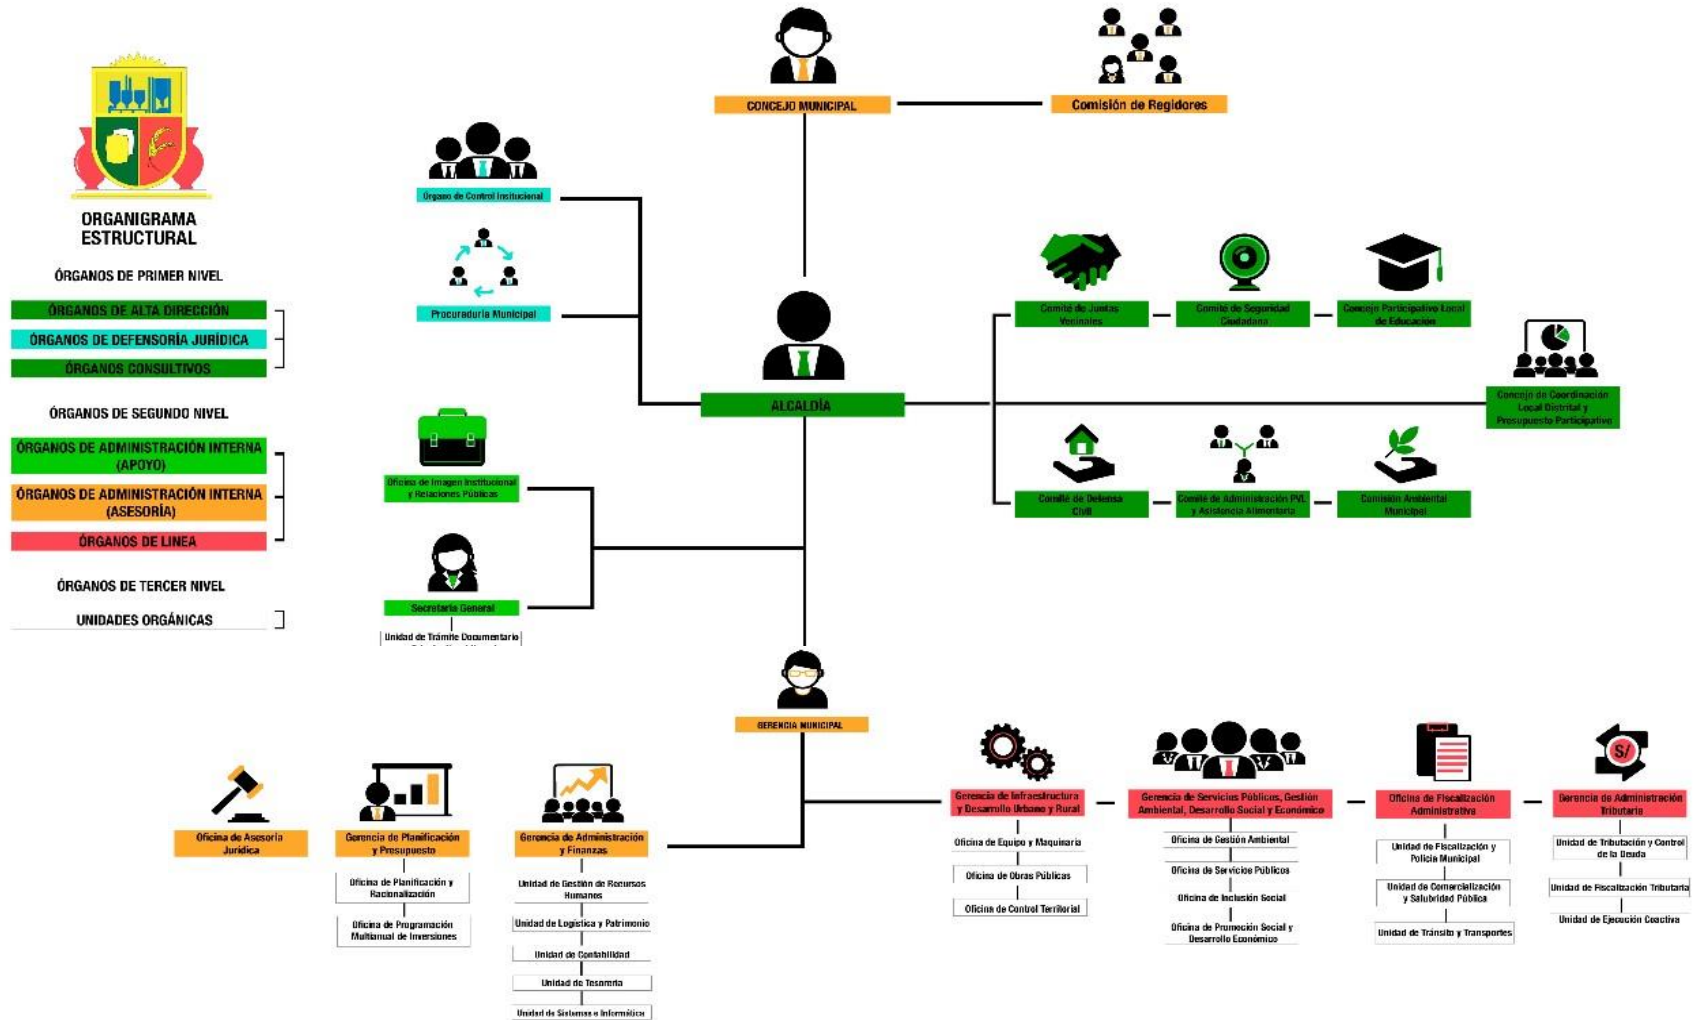 CONCEJO MUNICIPAL
Comisión de Regidores
ORGANIGRAMA
ESTRUCTURAL
ÓRGANOS DE PRIMER NIVEL
ÓRGANOS DE ALTA DIRECCIÓN
ÓRGANOS DE DEFENSORÍA JURÍDICA
ÓRGANOS CONSULTIVOS
ÓRGANOS DE SEGUNDO NIVEL
ÓRGANOS DE ADMINISTRACIÓN INTERNA
(APOYO)
ÓRGANOS DE ADMINISTRACIÓN INTERNA
(ASESORÍA)
ÓRGANOS DE LINEA
ÓRGANOS DE TERCER NIVEL
UNIDADES ORGÁNICAS
Órgano de Control Insitucional
Procuraduría Municipal
ALCALDÍA
Comité de Juntas
Vecinales
Comité de Seguridad
Ciudadana
Concejo Participativo Local
de Educación
Concejo de Coordinación
Local Distrital y
Presupuesto Participativo
Comité de Defensa
Civil
Comité de Administración PVL
y Asistencia Alimentaria
Comisión Ambiental
Municipal
Oficina de Imagen Institucional
y Relaciones Públicas
Secretaría General
Unidad de Trámite Documentario
GERENCIA MUNICIPAL
Oficina de Asesoría
Jurídica
Gerencia de Planificación
y Presupuesto
Oficina de Planificación y
Racionalización
Oficina de Programación
Multianual de Inversiones
Gerencia de Administración
y Finanzas
Unidad de Gestión de Recursos
Humanos
Unidad de Logística y Patrimonio
Unidad de Contabilidad
Unidad de Tesorería
Unidad de Sistemas e Informática
Gerencia de Infraestructura
y Desarrollo Urbano y Rural
Oficina de Equipo y Maquinaria
Oficina de Obras Públicas
Oficina de Control Territorial
Gerencia de Servicios Públicos, Gestión
Ambiental, Desarrollo Social y Económico
Oficina de Gestión Ambiental
Oficina de Servicios Públicos
Oficina de Inclusión Social
Oficina de Promoción Social y
Desarrollo Económico
Oficina de Fiscalización
Administrativa
Unidad de Fiscalización y
Policía Municipal
Unidad de Comercialización
y Salubridad Pública
Unidad de Tránsito y Transportes
S/
Gerencia de Administración
Tributaria
Unidad de Tributación y Control
de la Deuda
Unidad de Fiscalización Tributaria
Unidad de Ejecución Coactiva